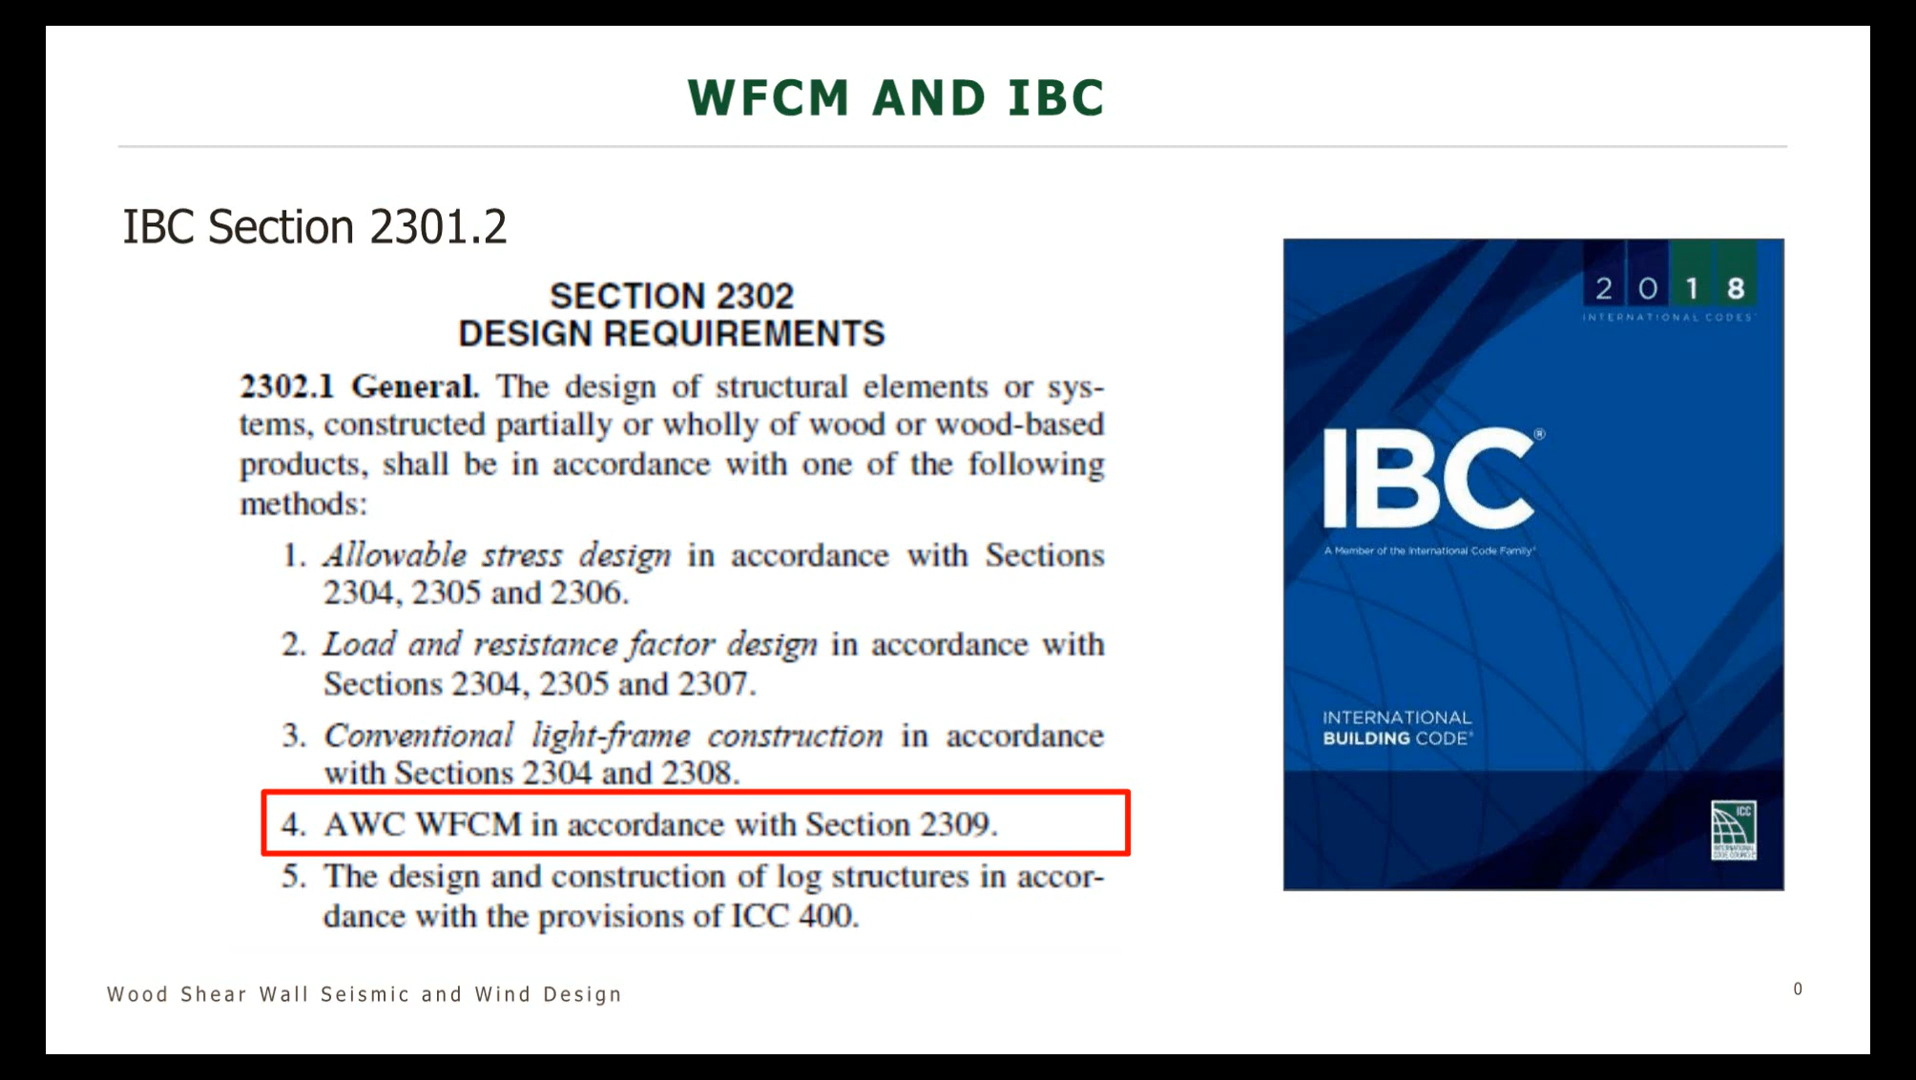 WFCM AND IBC
IBC Section 2301.2
SECTION 2302
DESIGN REQUIREMENTS
2302.1 General. The design of structural elements or sys-
tems, constructed partially or wholly of wood or wood-based
products, shall be in accordance with one of the following
methods:
1. Allowable stress design in accordance with Sections
2304, 2305 and 2306.
2. Load and resistance factor design in accordance with
Sections 2304, 2305 and 2307.
3. Conventional light-frame construction in accordance
with Sections 2304 and 2308.
4. AWC WFCM in accordance with Section 2309.
5. The design and construction of log structures in accor-
dance with the provisions of ICC 400.
2018
INTERNATIONAL CODES®
IBC®
A Member of the International Code Family®
INTERNATIONAL
BUILDING CODE®
ICC
INTERNATIONAL
CODE COUNCIL®
Wood Shear Wall Seismic and Wind Design
0